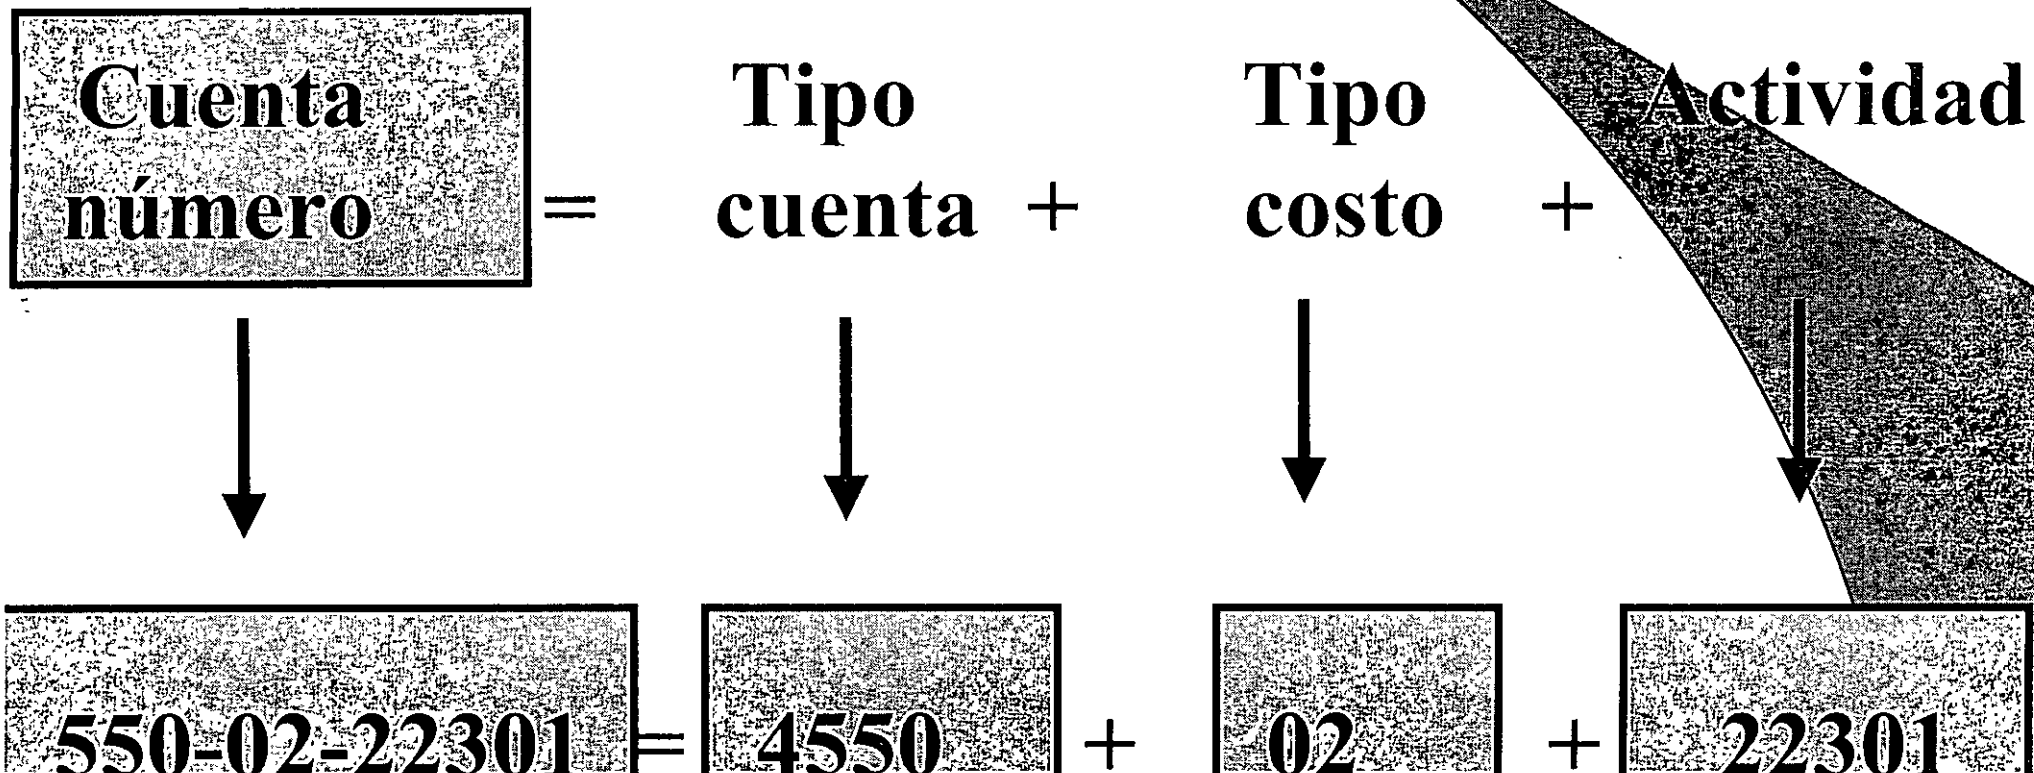 Cuenta Tipo Tipo Actividad
número = cuenta + costo +
550-02-22301 = 4550 + 02 + 22301